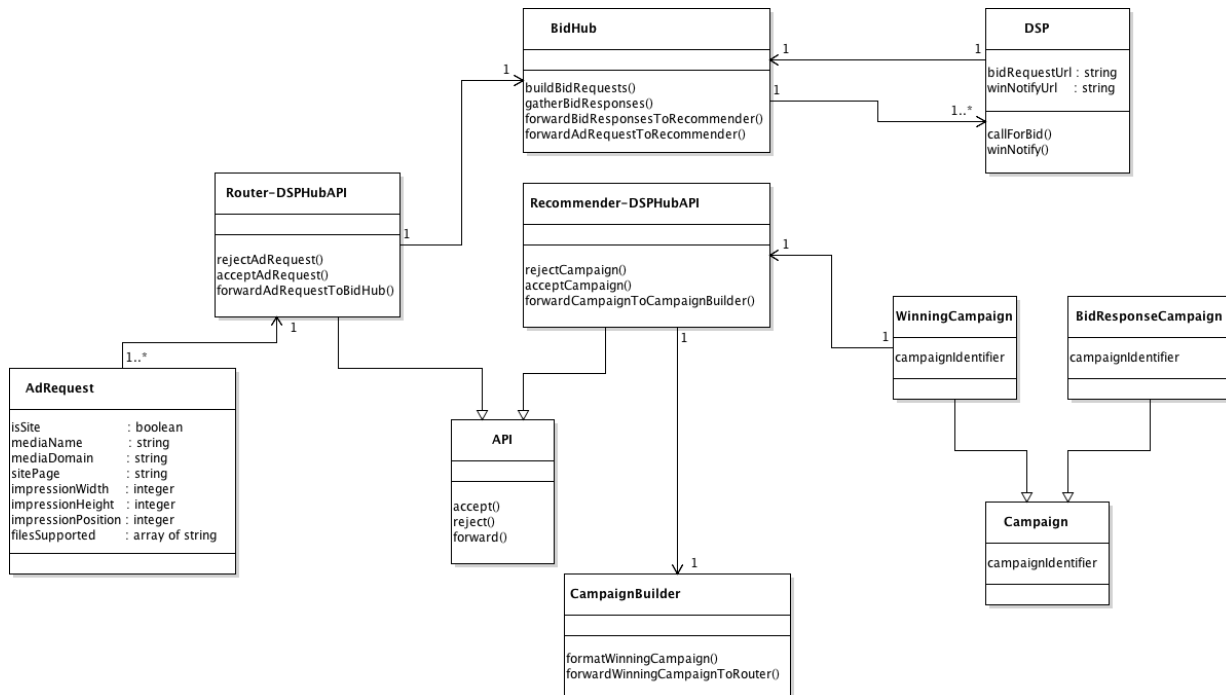 BidHub
buildBidRequests()
gatherBidResponses()
forwardBidResponsesToRecommender()
forwardAdRequestToRecommender()
1
1
1
1
1..*
DSP
bidRequestUrl : string
winNotifyUrl : string
callForBid()
winNotify()
Router-DSPHubAPI
rejectAdRequest()
acceptAdRequest()
forwardAdRequestToBidHub()
1
1
1..*
Recommender-DSPHubAPI
rejectCampaign()
acceptCampaign()
forwardCampaignToCampaignBuilder()
1
1
1
WinningCampaign
campaignIdentifier
BidResponseCampaign
campaignIdentifier
AdRequest
isSite : boolean
mediaName : string
mediaDomain : string
sitePage : string
impressionWidth : integer
impressionHeight : integer
impressionPosition : integer
filesSupported : array of string
API
accept()
reject()
forward()
Campaign
campaignIdentifier
1
CampaignBuilder
formatWinningCampaign()
forwardWinningCampaignToRouter()